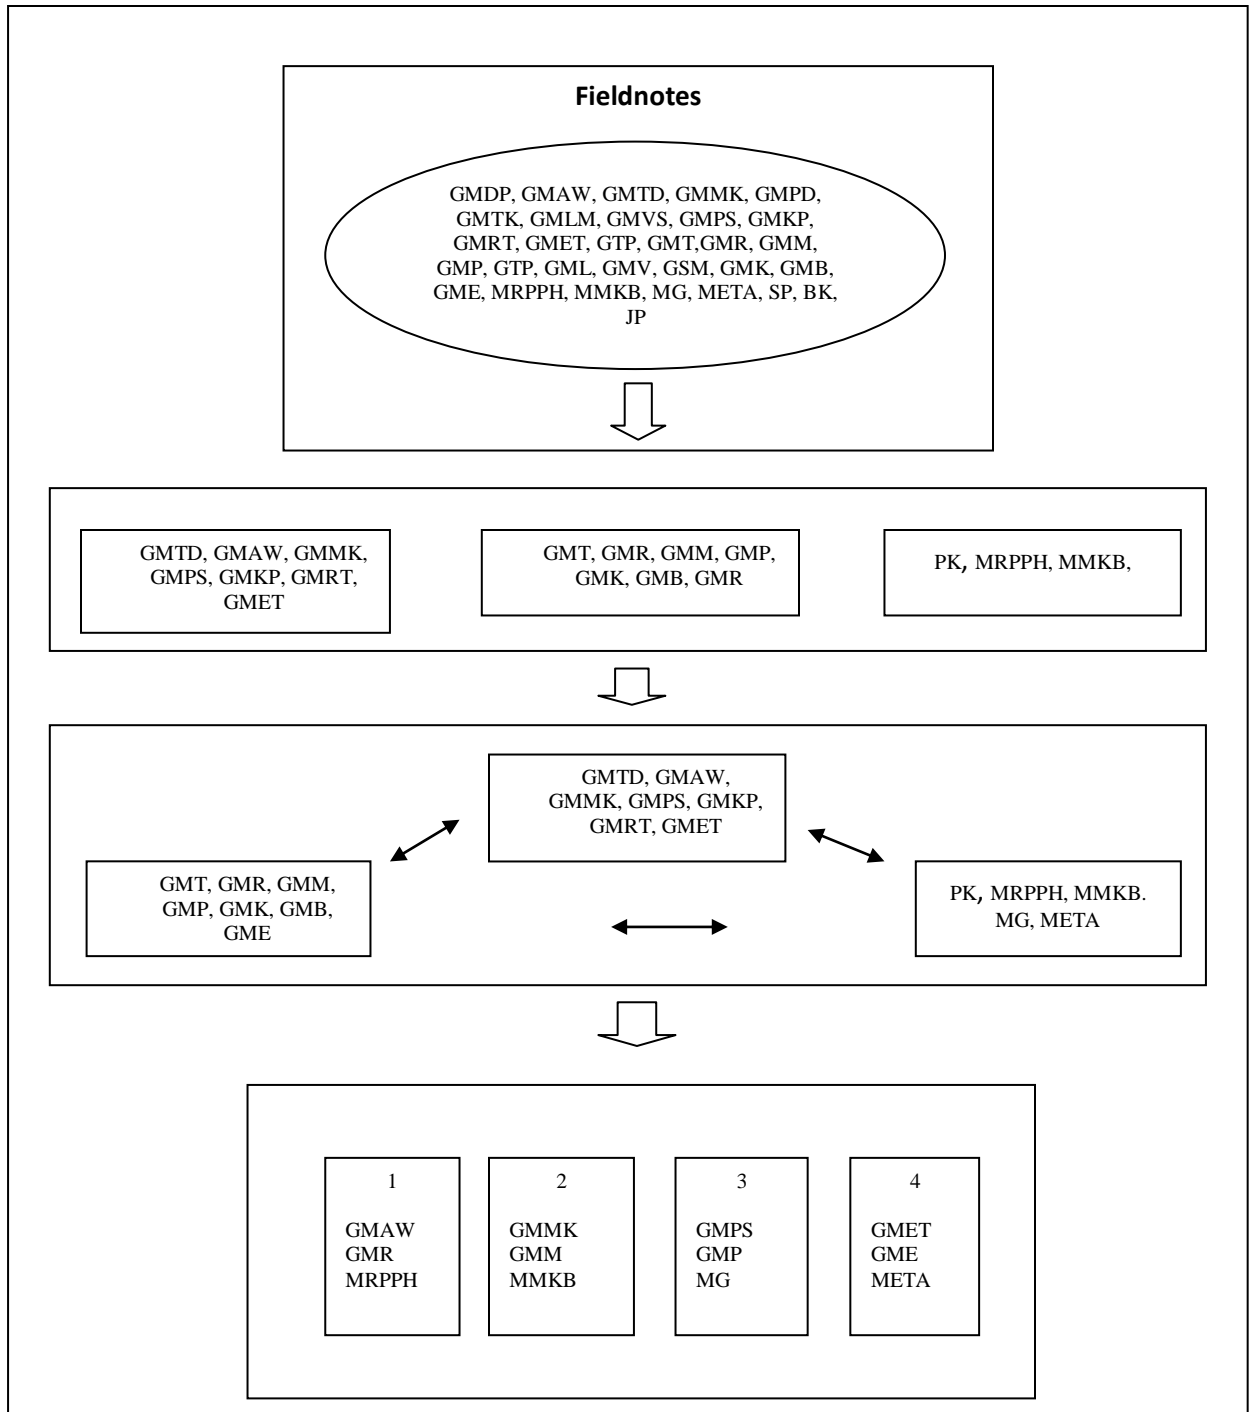 Fieldnotes
GMDP, GMAW, GMTD, GMMK, GMPD,
GMTK, GMLM, GMVS, GMPS, GMKP,
GMRT, GMET, GTP, GMT,GMR, GMM,
GMP, GTP, GML, GMV, GSM, GMK, GMB,
GME, MRPPH, MMKB, MG, META, SP, BK,
JP
GMTD, GMAW, GMMK,
GMPS, GMKP, GMRT,
GMET
GMT, GMR, GMM, GMP,
GMK, GMB, GMR
PK, MRPPH, MMKB,
GMTD, GMAW,
GMMK, GMPS, GMKP,
GMRT, GMET
GMT, GMR, GMM,
GMP, GMK, GMB,
GME
PK, MRPPH, MMKB.
MG, META
1
GMAW
GMR
MRPPH
2
GMMK
GMM
MMKB
3
GMPS
GMP
MG
4
GMET
GME
META